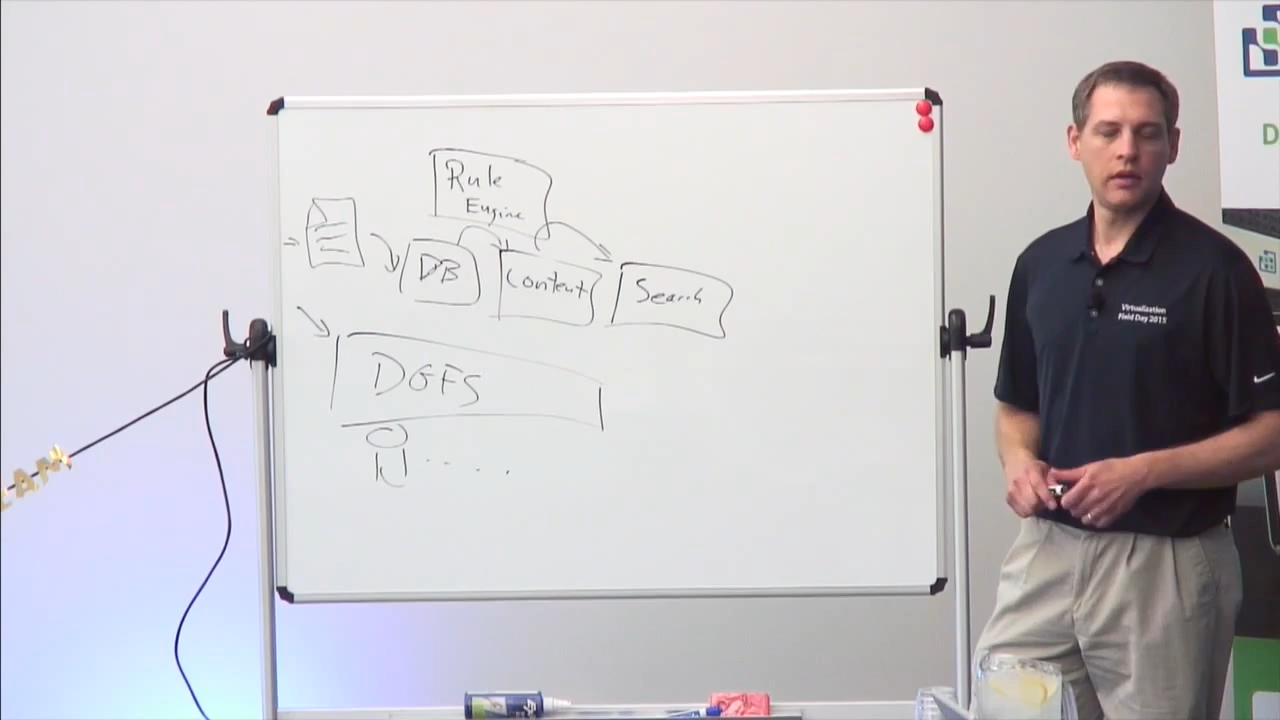 Rule
Engine
DB
Content
Search
DGFS
Virtualization
Field Day 2015
D